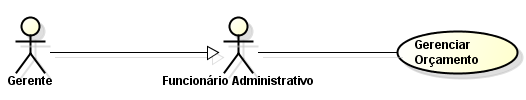 Gerente
Funcionário Administrativo
Gerenciar
Orçamento